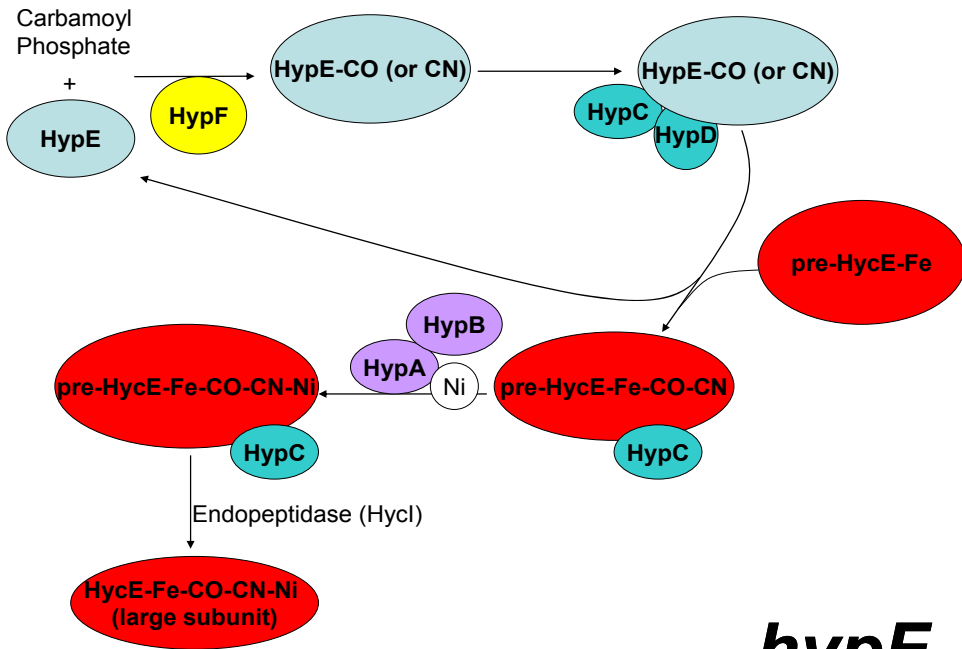 Carbamoyl
Phosphate
+
HypE
HypF
HypE-CO (or CN)
HypE-CO (or CN)
HypC
HypD
pre-HycE-Fe
HypB
HypA
Ni
pre-HycE-Fe-CO-CN-Ni
pre-HycE-Fe-CO-CN
HypC
HypC
Endopeptidase (HycI)
HycE-Fe-CO-CN-Ni
(large subunit)